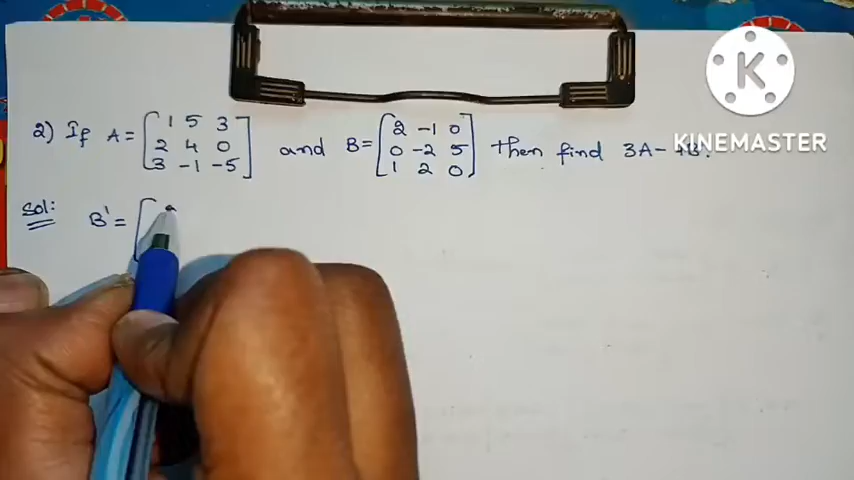 KINEMASTER
2) If A = [1 5 3
2 4 0
3 -1 -5] and B = [2 -1 0
0 -2 5
1 2 0] then find 3A - 4B'.
Sol: B' = [